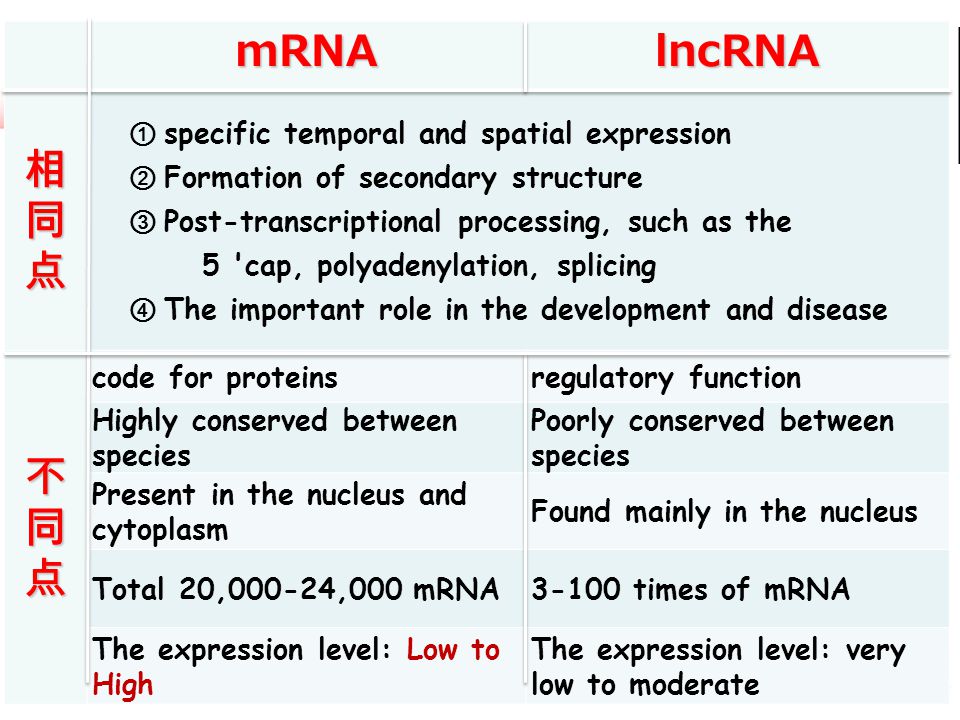 mRNA lncRNA
相
同
点
① specific temporal and spatial expression
② Formation of secondary structure
③ Post-transcriptional processing, such as the
5 'cap, polyadenylation, splicing
④ The important role in the development and disease
不
同
点
code for proteins
regulatory function
Highly conserved between
species
Poorly conserved between
species
Present in the nucleus and
cytoplasm
Found mainly in the nucleus
Total 20,000-24,000 mRNA
3-100 times of mRNA
The expression level: Low to
High
The expression level: very
low to moderate